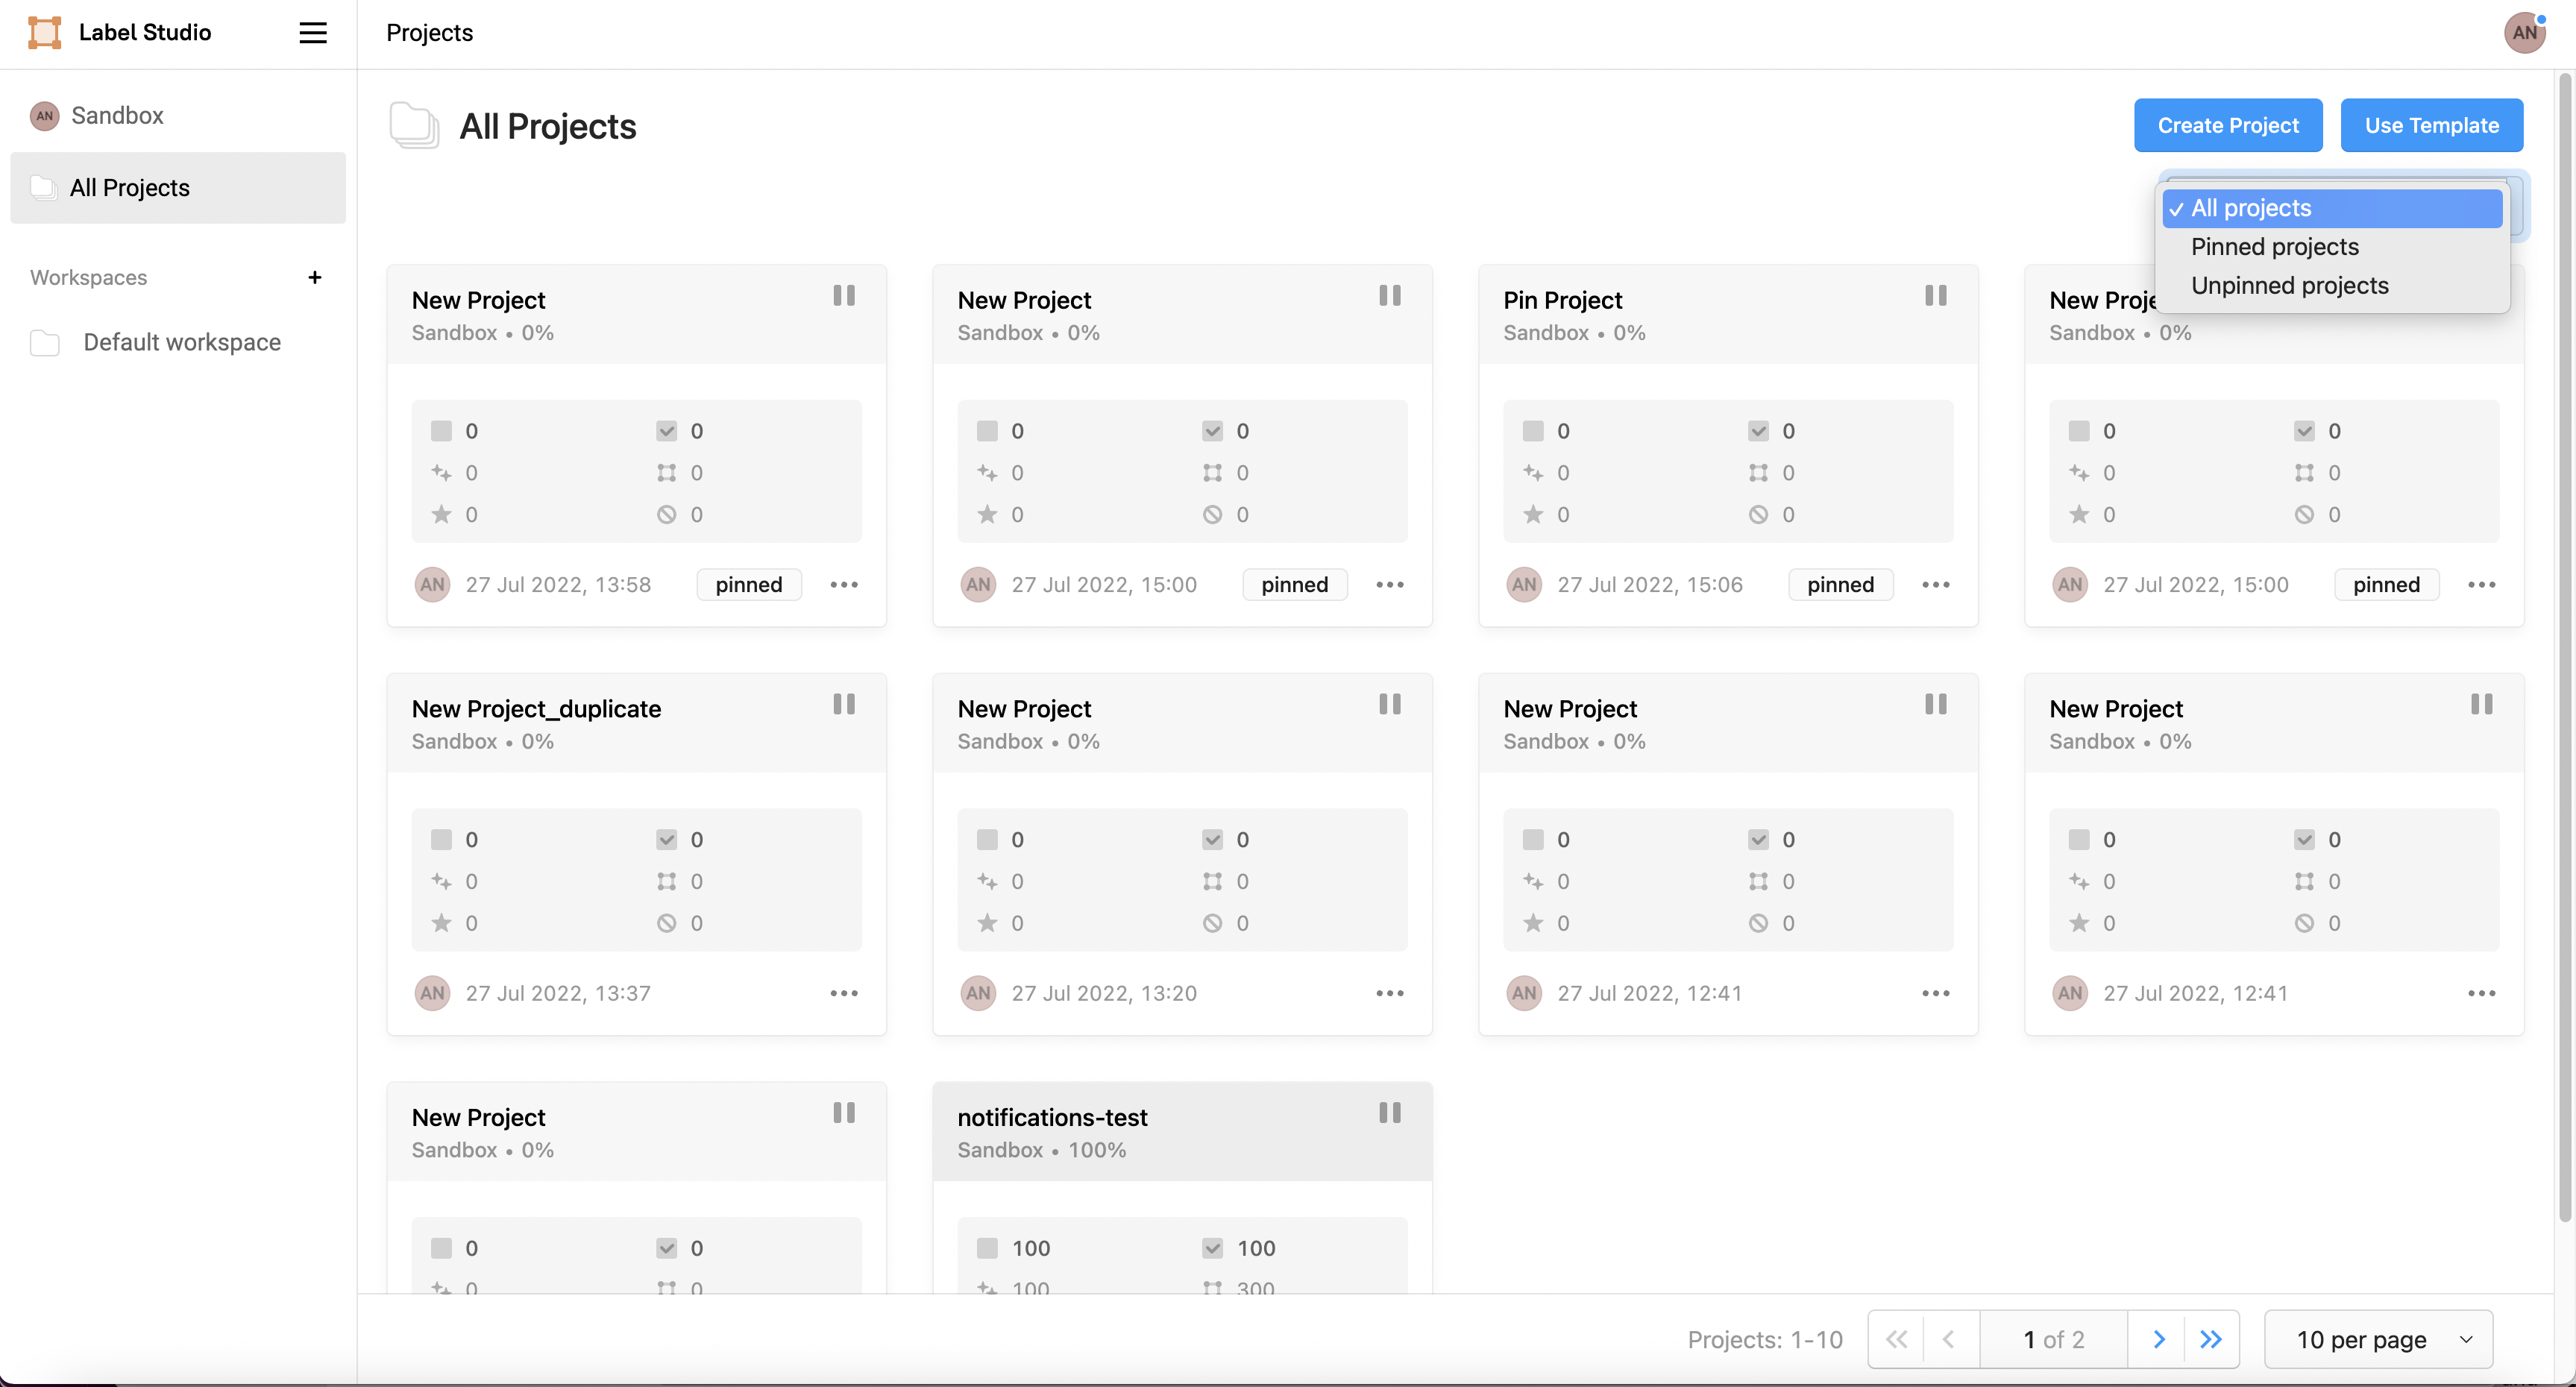 Label Studio
Projects
AN
AN Sandbox
All Projects
Workspaces +
Default workspace
All Projects
Create Project
Use Template
All projects
Pinned projects
Unpinned projects
New Project
Sandbox • 0%
0 0
0 0
0 0
AN 27 Jul 2022, 13:58 pinned
New Project
Sandbox • 0%
0 0
0 0
0 0
AN 27 Jul 2022, 15:00 pinned
Pin Project
Sandbox • 0%
0 0
0 0
0 0
AN 27 Jul 2022, 15:06 pinned
New Proje
Sandbox • 0%
0 0
0 0
0 0
AN 27 Jul 2022, 15:00 pinned
New Project_duplicate
Sandbox • 0%
0 0
0 0
0 0
AN 27 Jul 2022, 13:37
New Project
Sandbox • 0%
0 0
0 0
0 0
AN 27 Jul 2022, 13:20
New Project
Sandbox • 0%
0 0
0 0
0 0
AN 27 Jul 2022, 12:41
New Project
Sandbox • 0%
0 0
0 0
0 0
AN 27 Jul 2022, 12:41
New Project
Sandbox • 0%
0 0
0 0
notifications-test
Sandbox • 100%
100 100
100 300
Projects: 1-10
1 of 2
10 per page